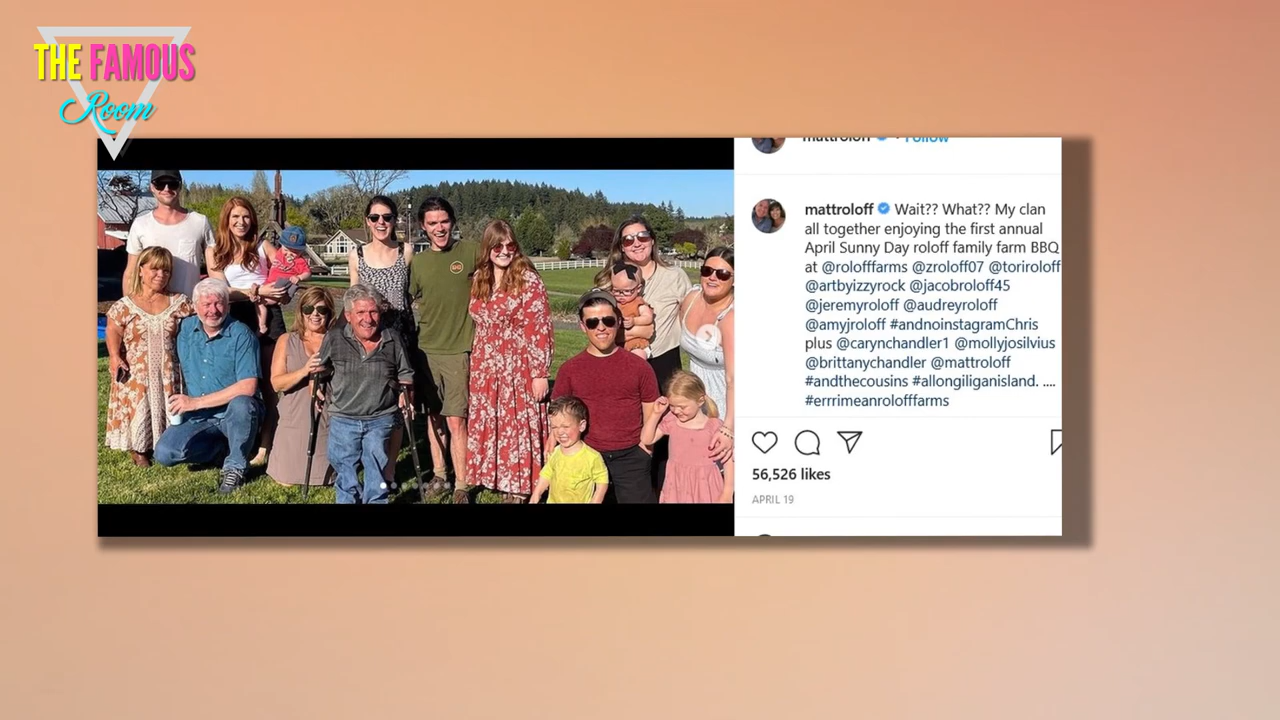 THE FAMOUS
Room
mattroloff • Follow
mattroloff Wait?? What?? My clan
all together enjoying the first annual
April Sunny Day roloff family farm BBQ
at @rolofffarms @zroloff07 @toriroloff
@artbyizzyrock @jacobroloff45
@jeremyroloff @audreyroloff
@amyjroloff #andnoinstagramChris
plus @carynchandler1 @mollyjosilvius
@brittanychandler @mattroloff
#andthecousins #allongiliganisland. ....
#errrimeanrolofffarms
56,526 likes
APRIL 19